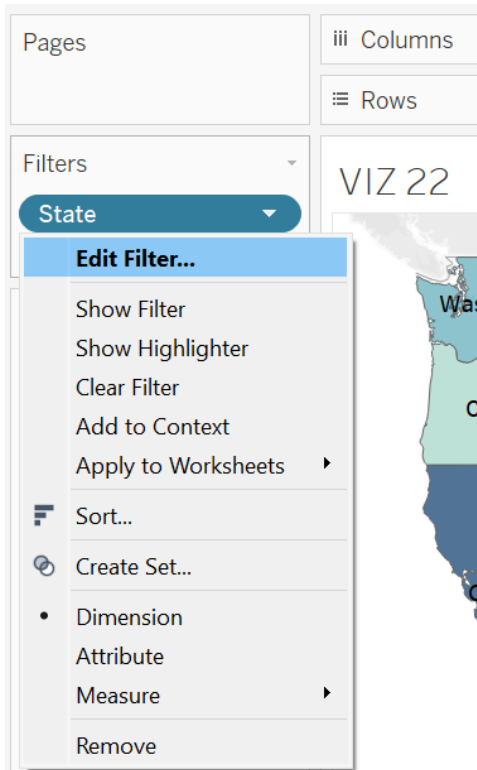 Pages
Columns
Rows
Filters
State
VIZ 22
Edit Filter...
Show Filter
Show Highlighter
Clear Filter
Add to Context
Apply to Worksheets
Sort...
Create Set...
Dimension
Attribute
Measure
Remove